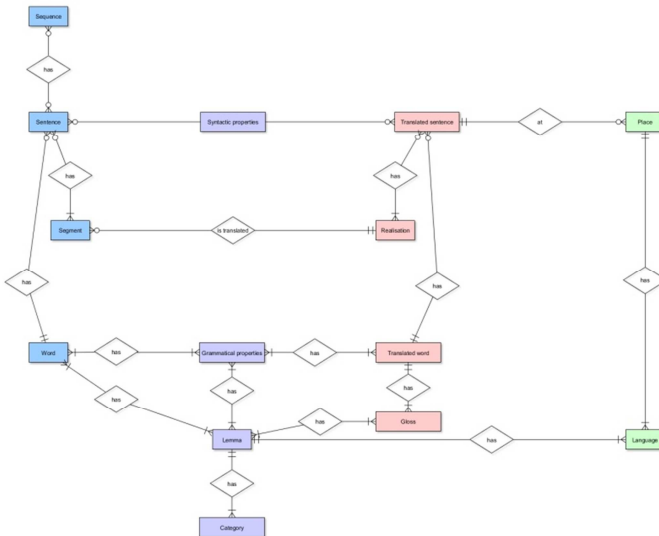 Sequence
has
Sentence
Syntactic properties
Translated sentence
at
Place
has
has
Segment
is translated
Realisation
has
has
has
Word
has
Grammatical properties
has
Translated word
has
has
has
has
Gloss
Lemma
has
Language
has
Category